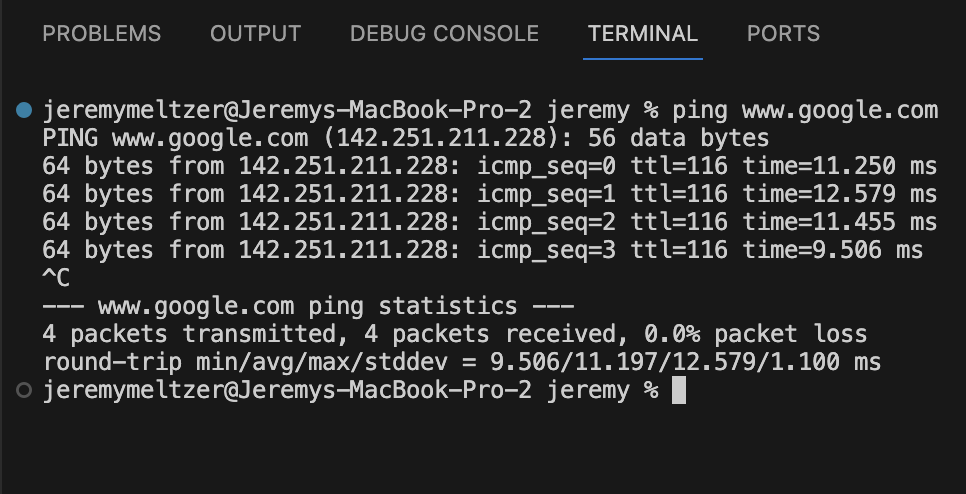 PROBLEMS OUTPUT DEBUG CONSOLE TERMINAL PORTS
jeremymeltzer@Jeremys-MacBook-Pro-2 jeremy % ping www.google.com
PING www.google.com (142.251.211.228): 56 data bytes
64 bytes from 142.251.211.228: icmp_seq=0 ttl=116 time=11.250 ms
64 bytes from 142.251.211.228: icmp_seq=1 ttl=116 time=12.579 ms
64 bytes from 142.251.211.228: icmp_seq=2 ttl=116 time=11.455 ms
64 bytes from 142.251.211.228: icmp_seq=3 ttl=116 time=9.506 ms
^C
--- www.google.com ping statistics ---
4 packets transmitted, 4 packets received, 0.0% packet loss
round-trip min/avg/max/stddev = 9.506/11.197/12.579/1.100 ms
jeremymeltzer@Jeremys-MacBook-Pro-2 jeremy %